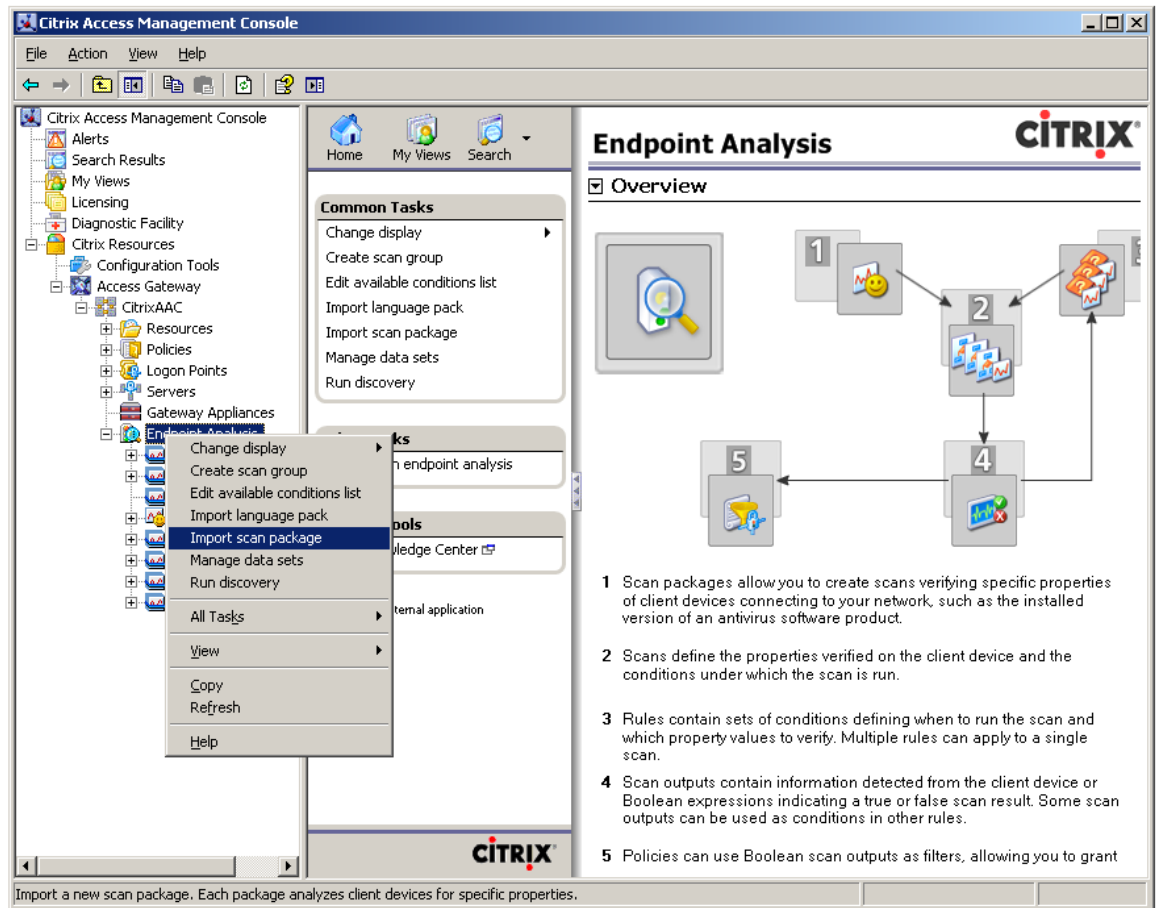 Citrix Access Management Console
File Action View Help
Citrix Access Management Console
Alerts
Search Results
My Views
Licensing
Diagnostic Facility
Citrix Resources
Configuration Tools
Access Gateway
CitrixAAC
Resources
Policies
Logon Points
Servers
Gateway Appliances
Endpoint Analysis
Change display
Create scan group
Edit available conditions list
Import language pack
Import scan package
Manage data sets
Run discovery
All Tasks
View
Copy
Refresh
Help
Home My Views Search
Common Tasks
Change display
Create scan group
Edit available conditions list
Import language pack
Import scan package
Manage data sets
Run discovery
ks
endpoint analysis
ools
ledge Center
ternal application
CITRIX
Endpoint Analysis
CITRIX
Overview
1
2
5
4
1 Scan packages allow you to create scans verifying specific properties
of client devices connecting to your network, such as the installed
version of an antivirus software product.
2 Scans define the properties verified on the client device and the
conditions under which the scan is run.
3 Rules contain sets of conditions defining when to run the scan and
which property values to verify. Multiple rules can apply to a single
scan.
4 Scan outputs contain information detected from the client device or
Boolean expressions indicating a true or false scan result. Some scan
outputs can be used as conditions in other rules.
5 Policies can use Boolean scan outputs as filters, allowing you to grant
Import a new scan package. Each package analyzes client devices for specific properties.